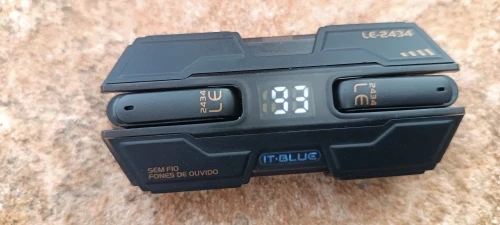 LE-2434
2434
LE
93
2434
LE
IT·BLUE
SEM FIO
FONES DE OUVIDO